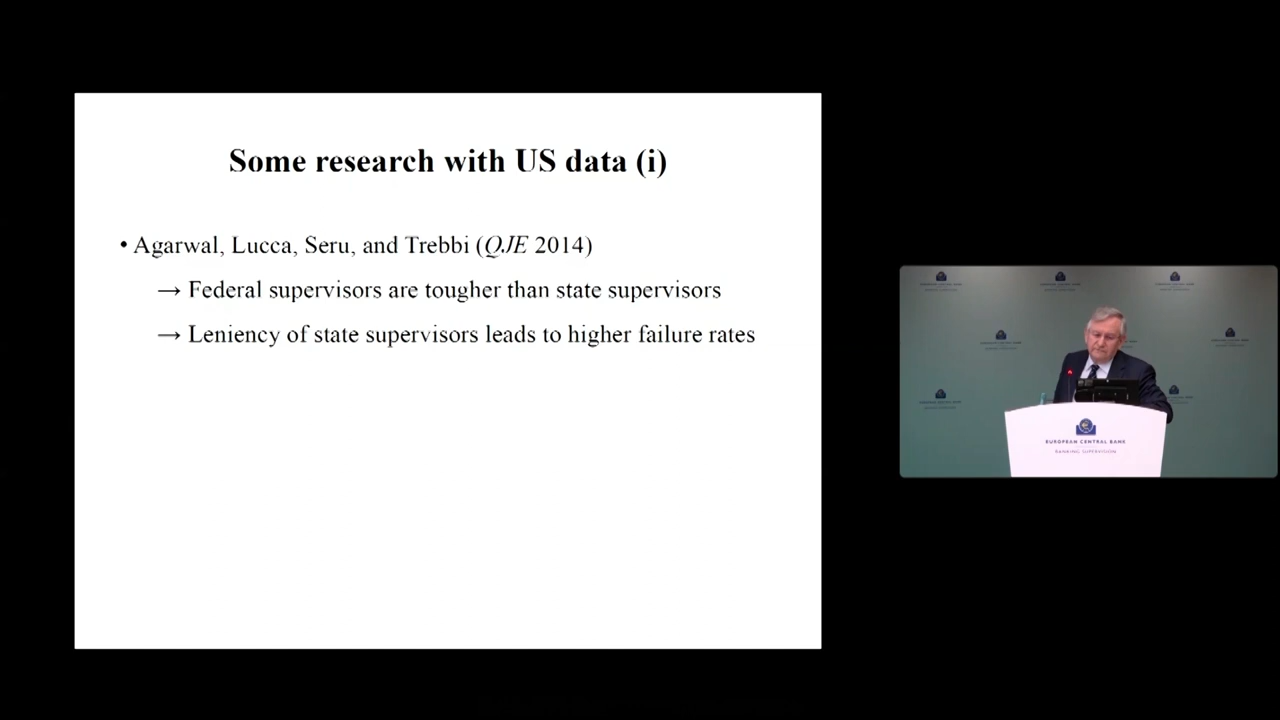 Some research with US data (i)
• Agarwal, Lucca, Seru, and Trebbi (QJE 2014)
→ Federal supervisors are tougher than state supervisors
→ Leniency of state supervisors leads to higher failure rates
EUROPEAN CENTRAL BANK
BANKING SUPERVISION